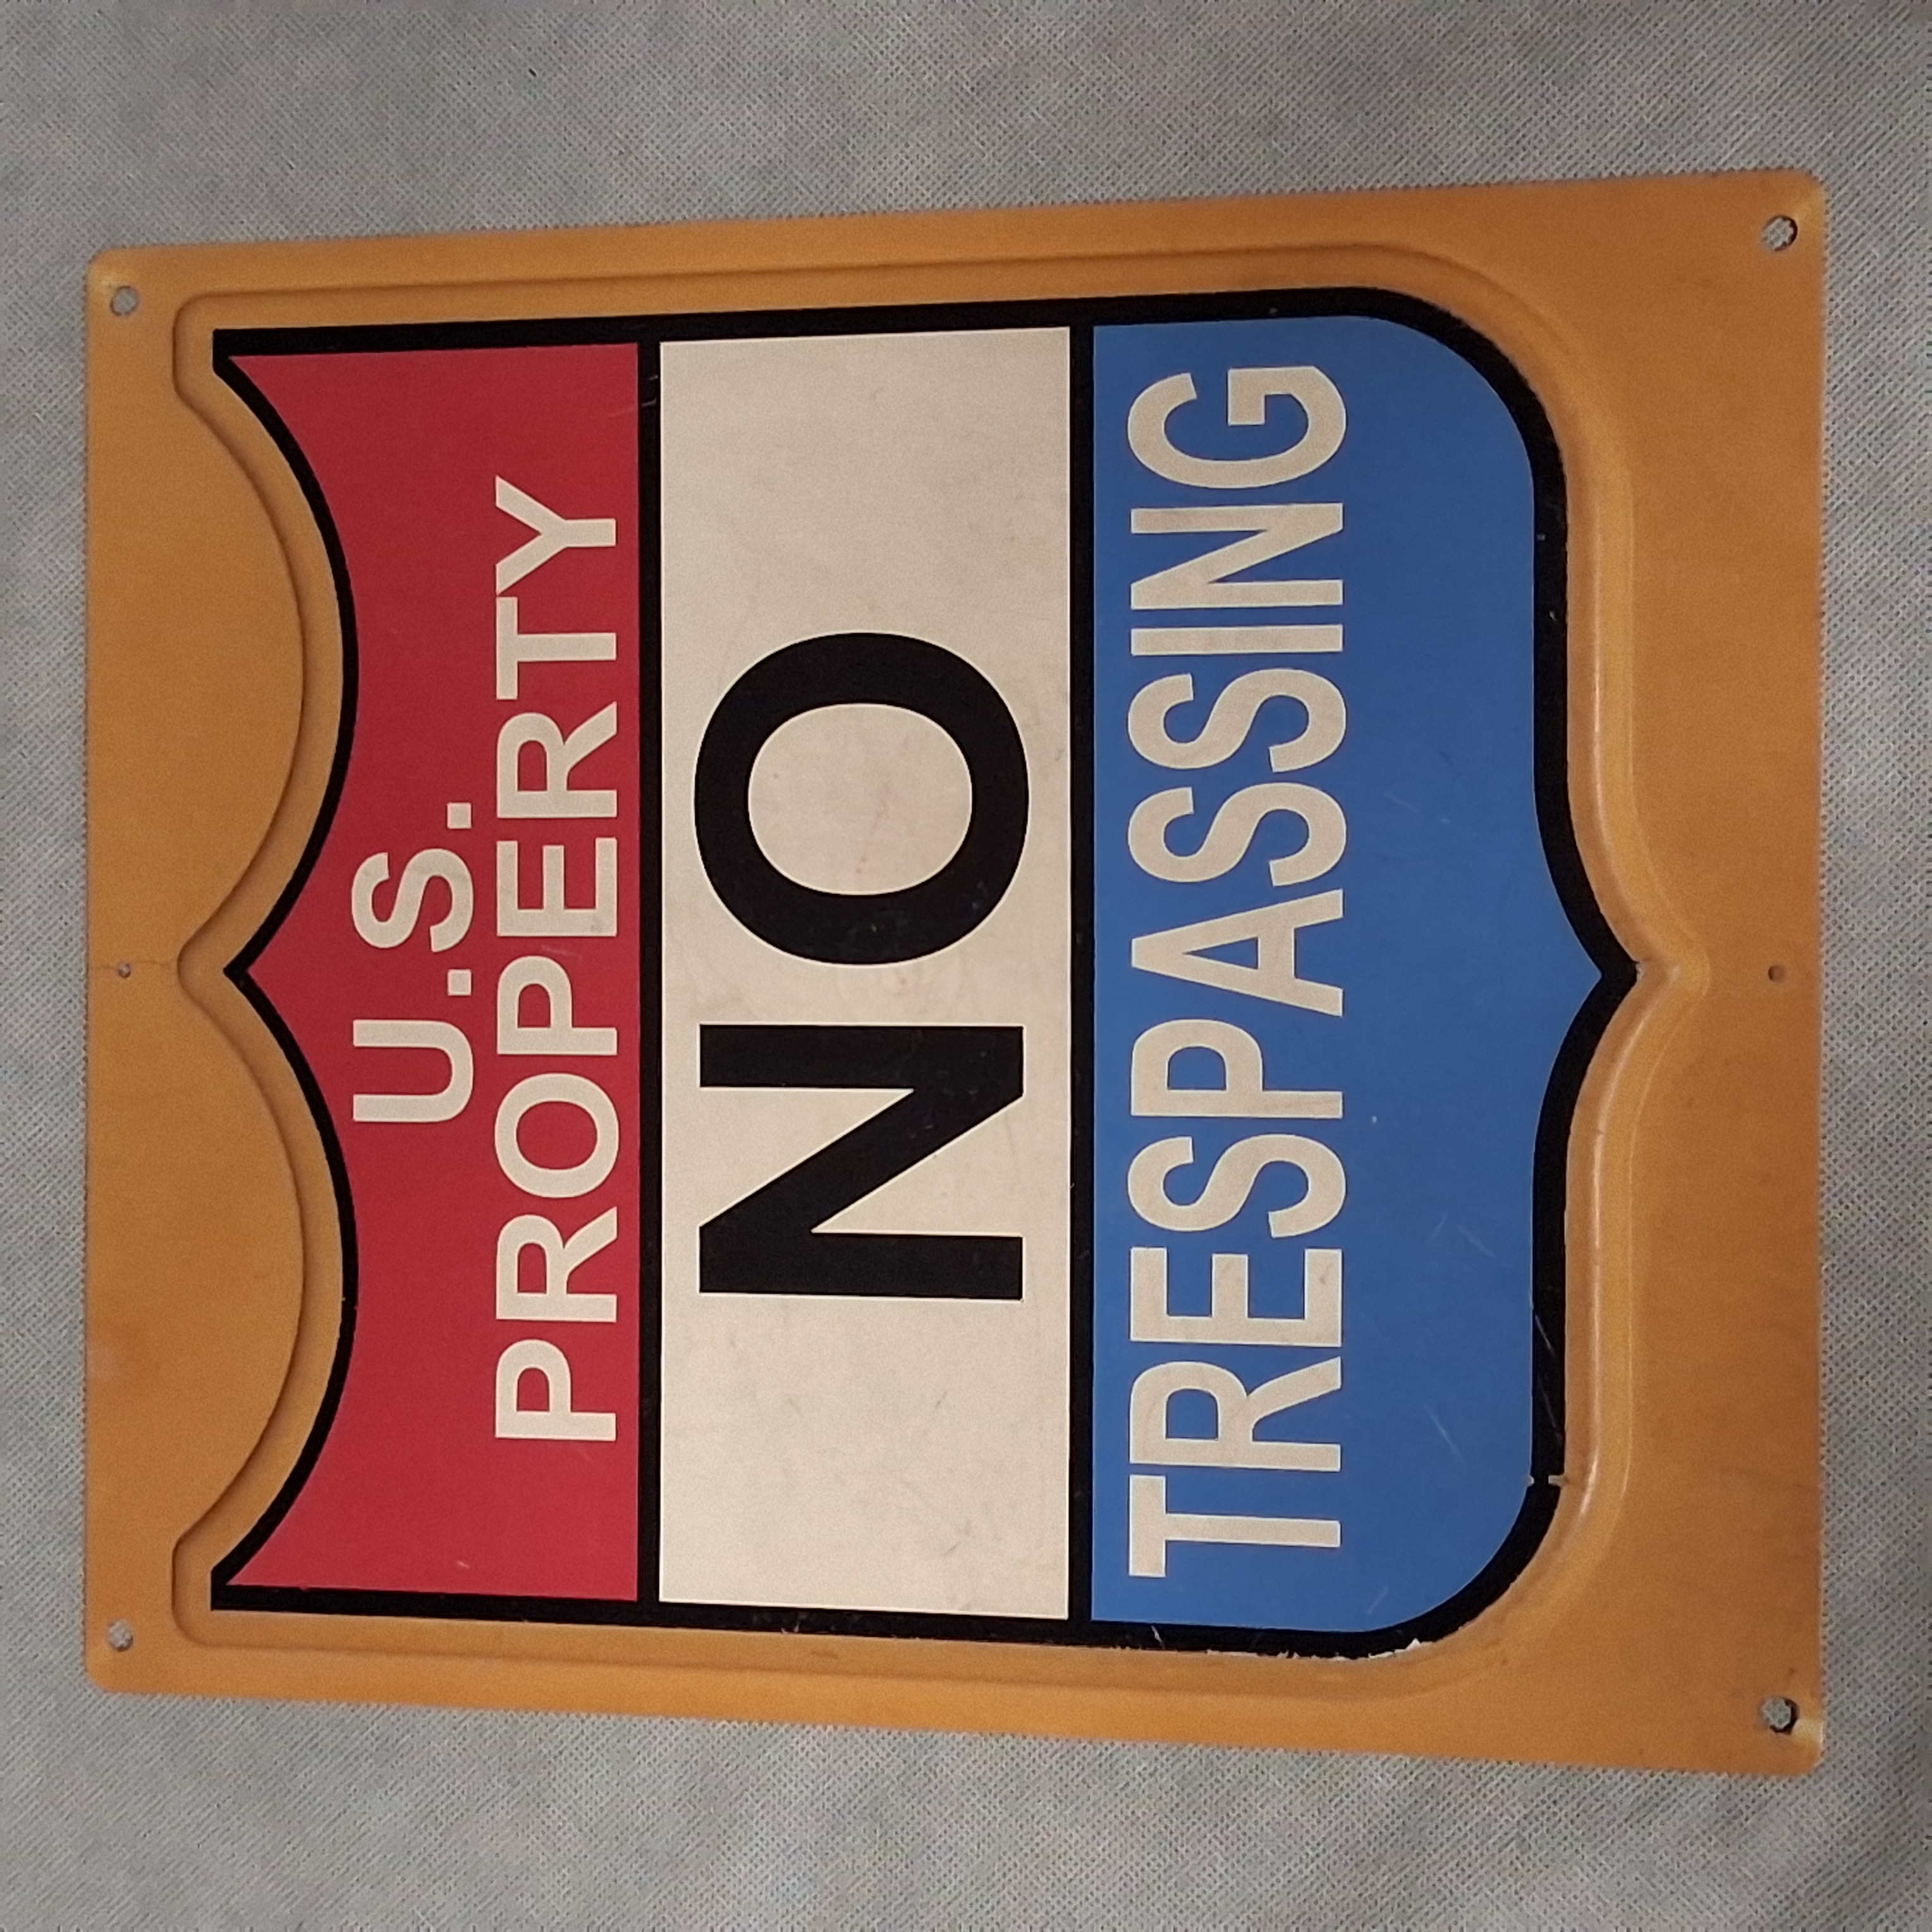 U.S.
PROPERTY
NO
TRESPASSING